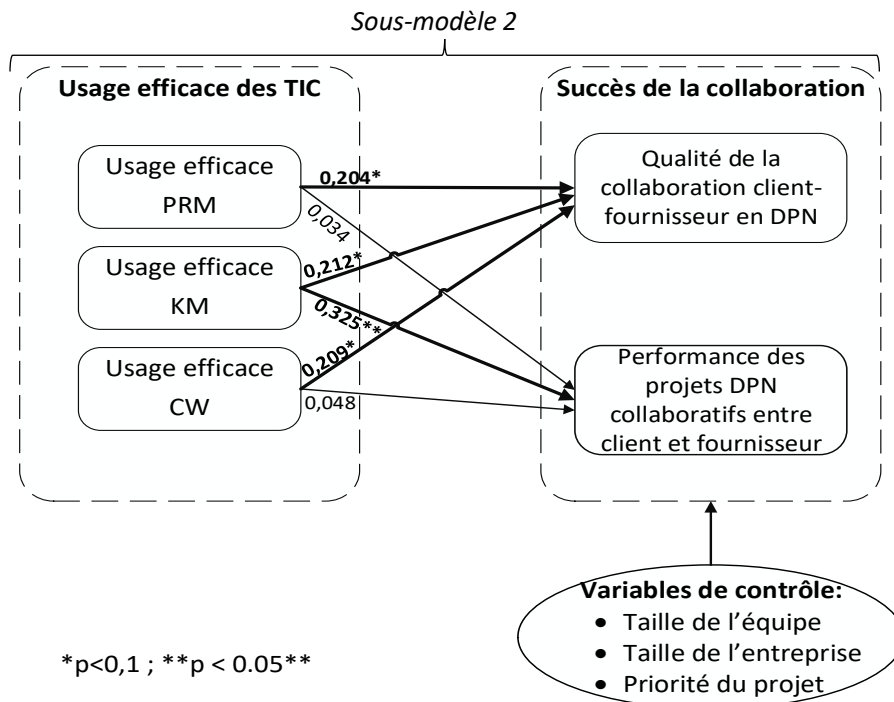 Sous-modèle 2
Usage efficace des TIC
Succès de la collaboration
Usage efficace
PRM
0,204*
0,034
Qualité de la
collaboration client-
fournisseur en DPN
Usage efficace
KM
0,212*
0,325**
Usage efficace
CW
0,209*
0,048
Performance des
projets DPN
collaboratifs entre
client et fournisseur
Variables de contrôle:
• Taille de l’équipe
• Taille de l’entreprise
• Priorité du projet
*p<0,1 ; **p < 0.05**